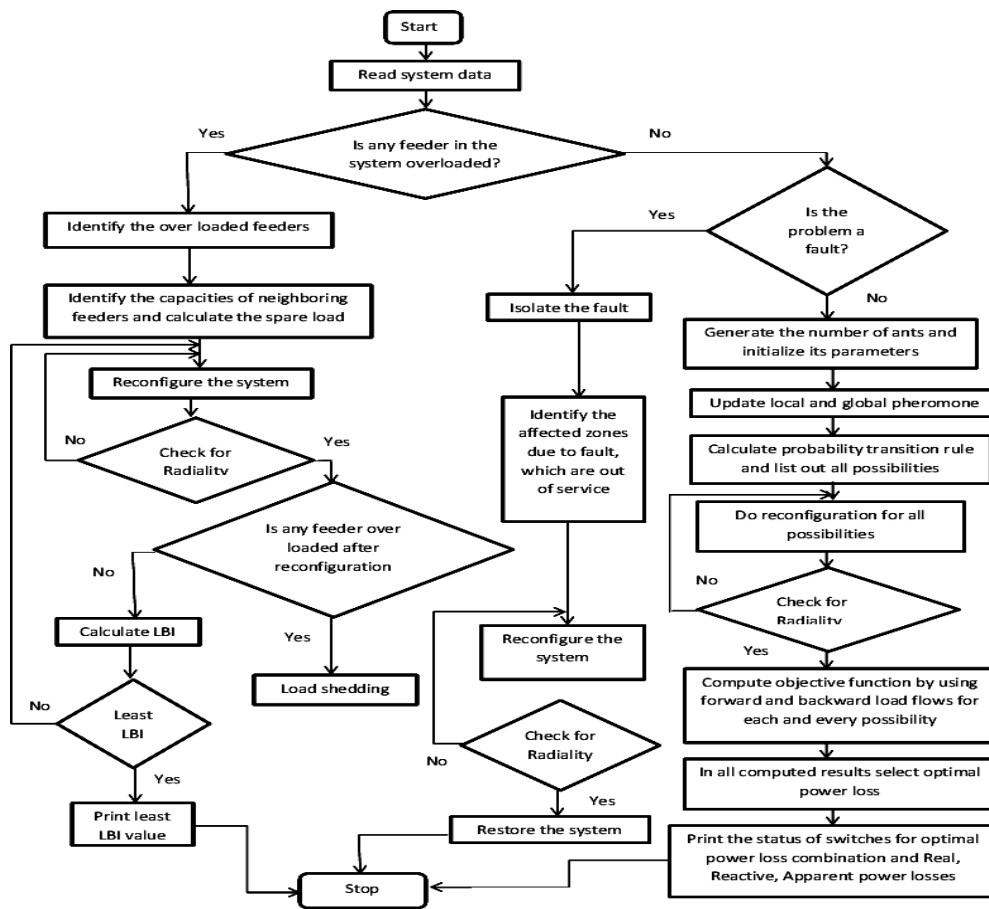 Start
Read system data
Yes
No
Is any feeder in the
system overloaded?
Identify the over loaded feeders
Yes
Is the
problem a
fault?
Identify the capacities of neighboring
feeders and calculate the spare load
Isolate the fault
No
Generate the number of ants and
initialize its parameters
Reconfigure the system
Update local and global pheromone
Identify the
affected zones
due to fault,
which are out
of service
No
Check for
Radiality
Yes
Calculate probability transition rule
and list out all possibilities
Do reconfiguration for all
possibilities
Is any feeder over
loaded after
reconfiguration
No
No
Check for
Radiality
Calculate LBI
Yes
Reconfigure the
system
Yes
Load shedding
Compute objective function by using
forward and backward load flows for
each and every possibility
No
Least
LBI
Check for
Radiality
No
In all computed results select optimal
power loss
Yes
Yes
Print least
LBI value
Restore the system
Print the status of switches for optimal
power loss combination and Real,
Reactive, Apparent power losses
Stop